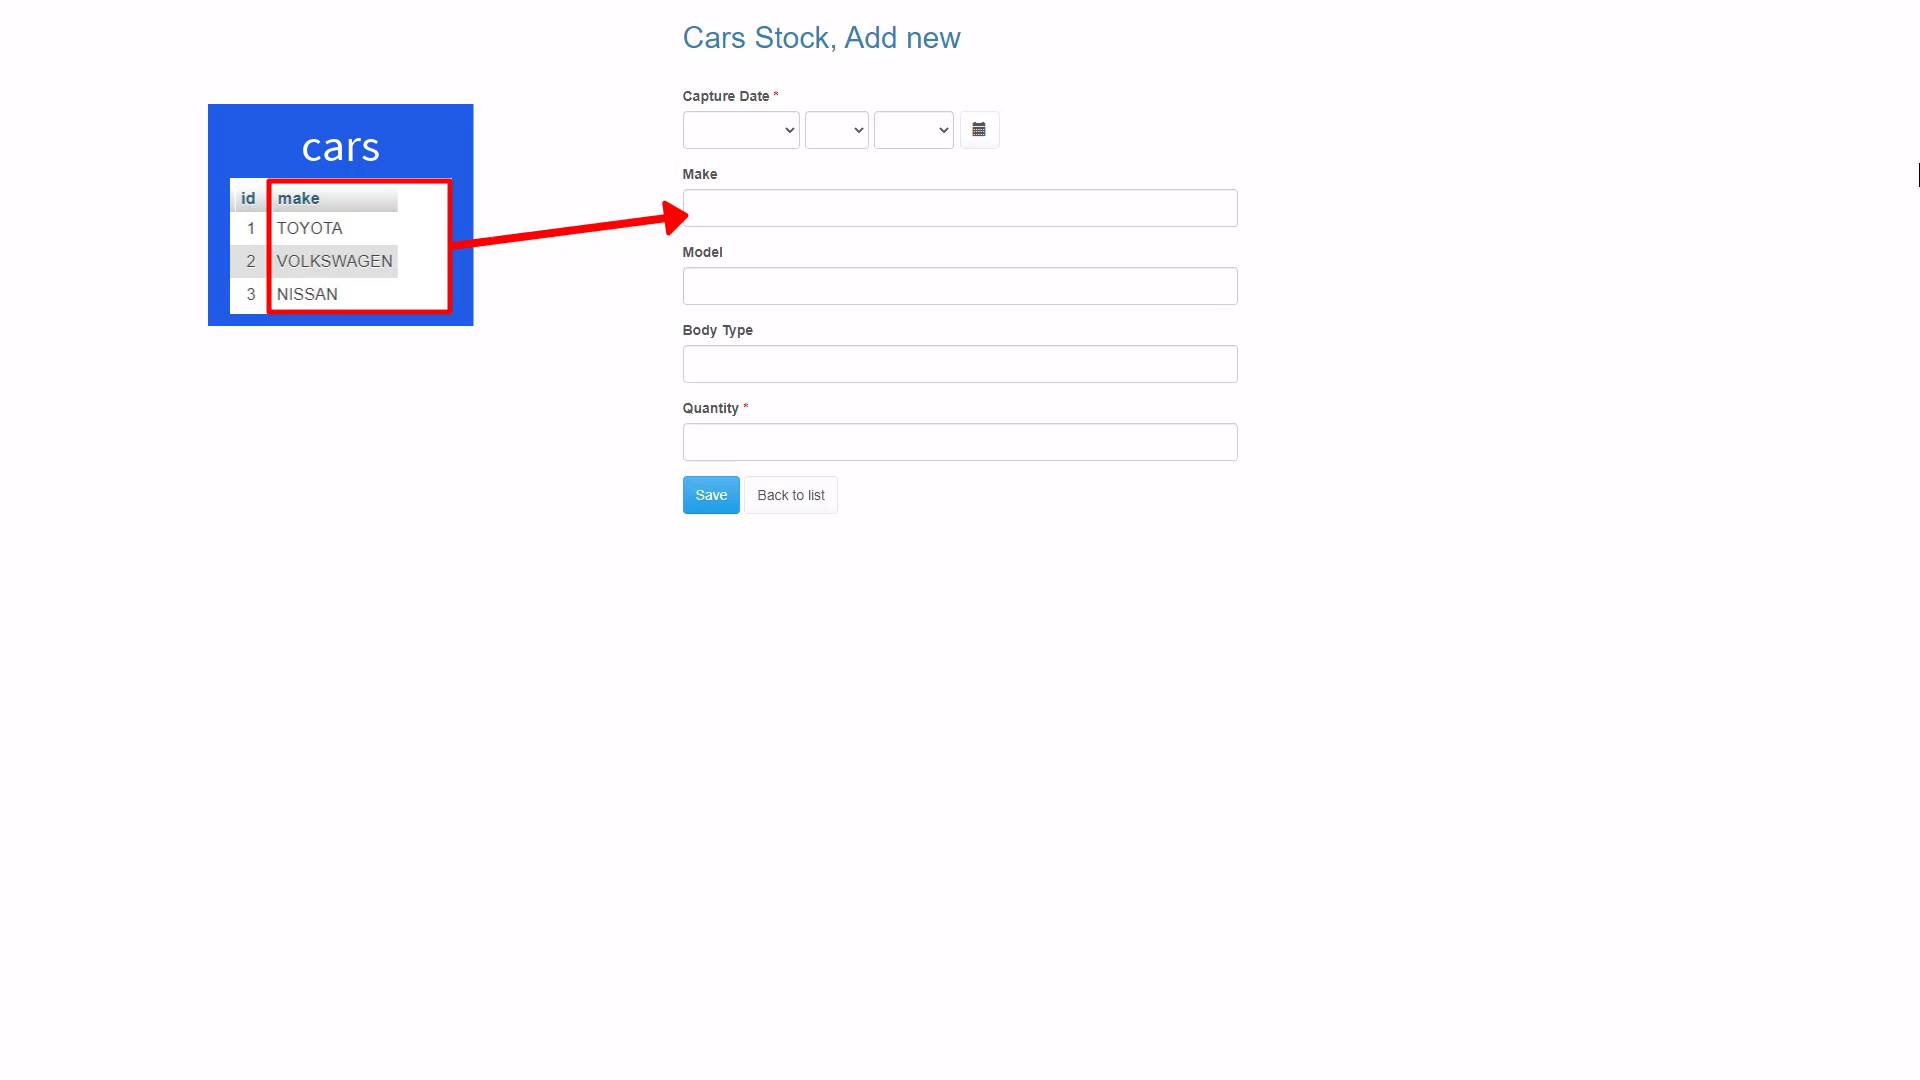 Cars Stock, Add new
cars
id make
1 TOYOTA
2 VOLKSWAGEN
3 NISSAN
Capture Date *
Make
Model
Body Type
Quantity *
Save Back to list